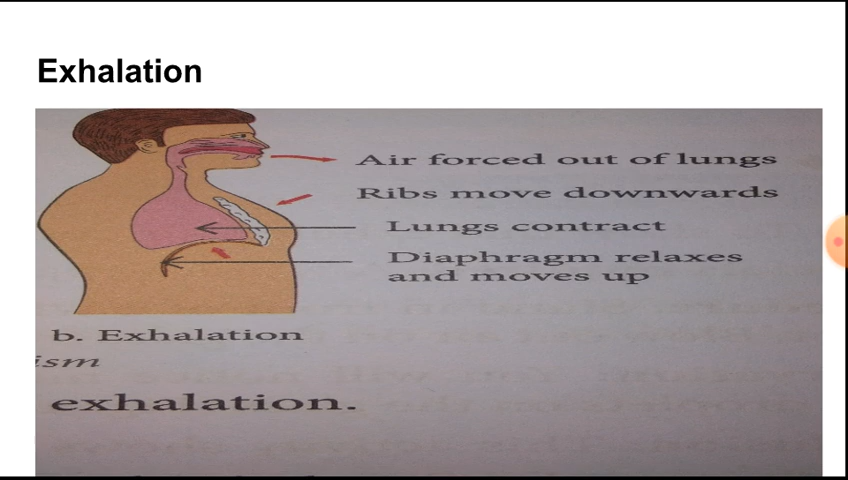 Exhalation
Air forced out of lungs
Ribs move downwards
Lungs contract
Diaphragm relaxes
and moves up
b. Exhalation
ism
exhalation.